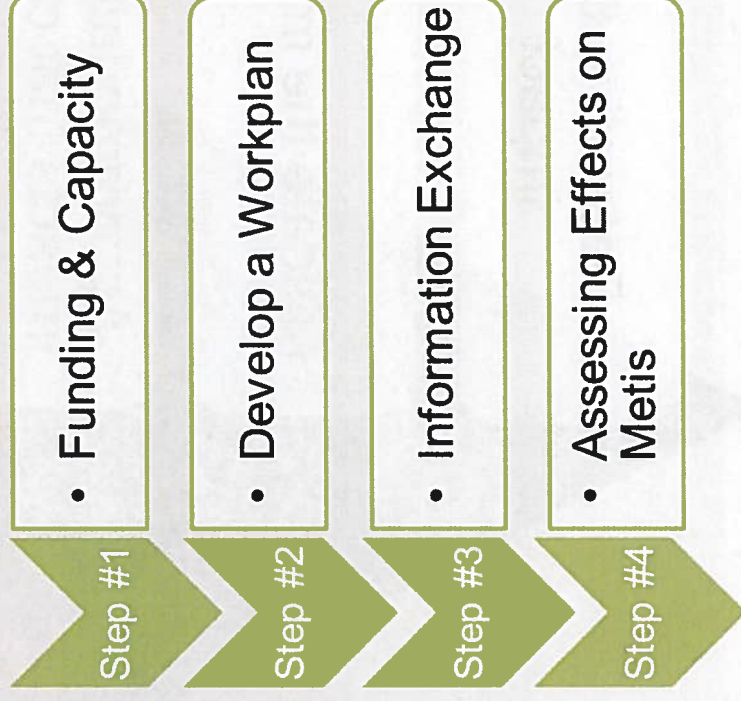 Step #1
• Funding & Capacity
Step #2
• Develop a Workplan
Step #3
• Information Exchange
Step #4
• Assessing Effects on
Metis